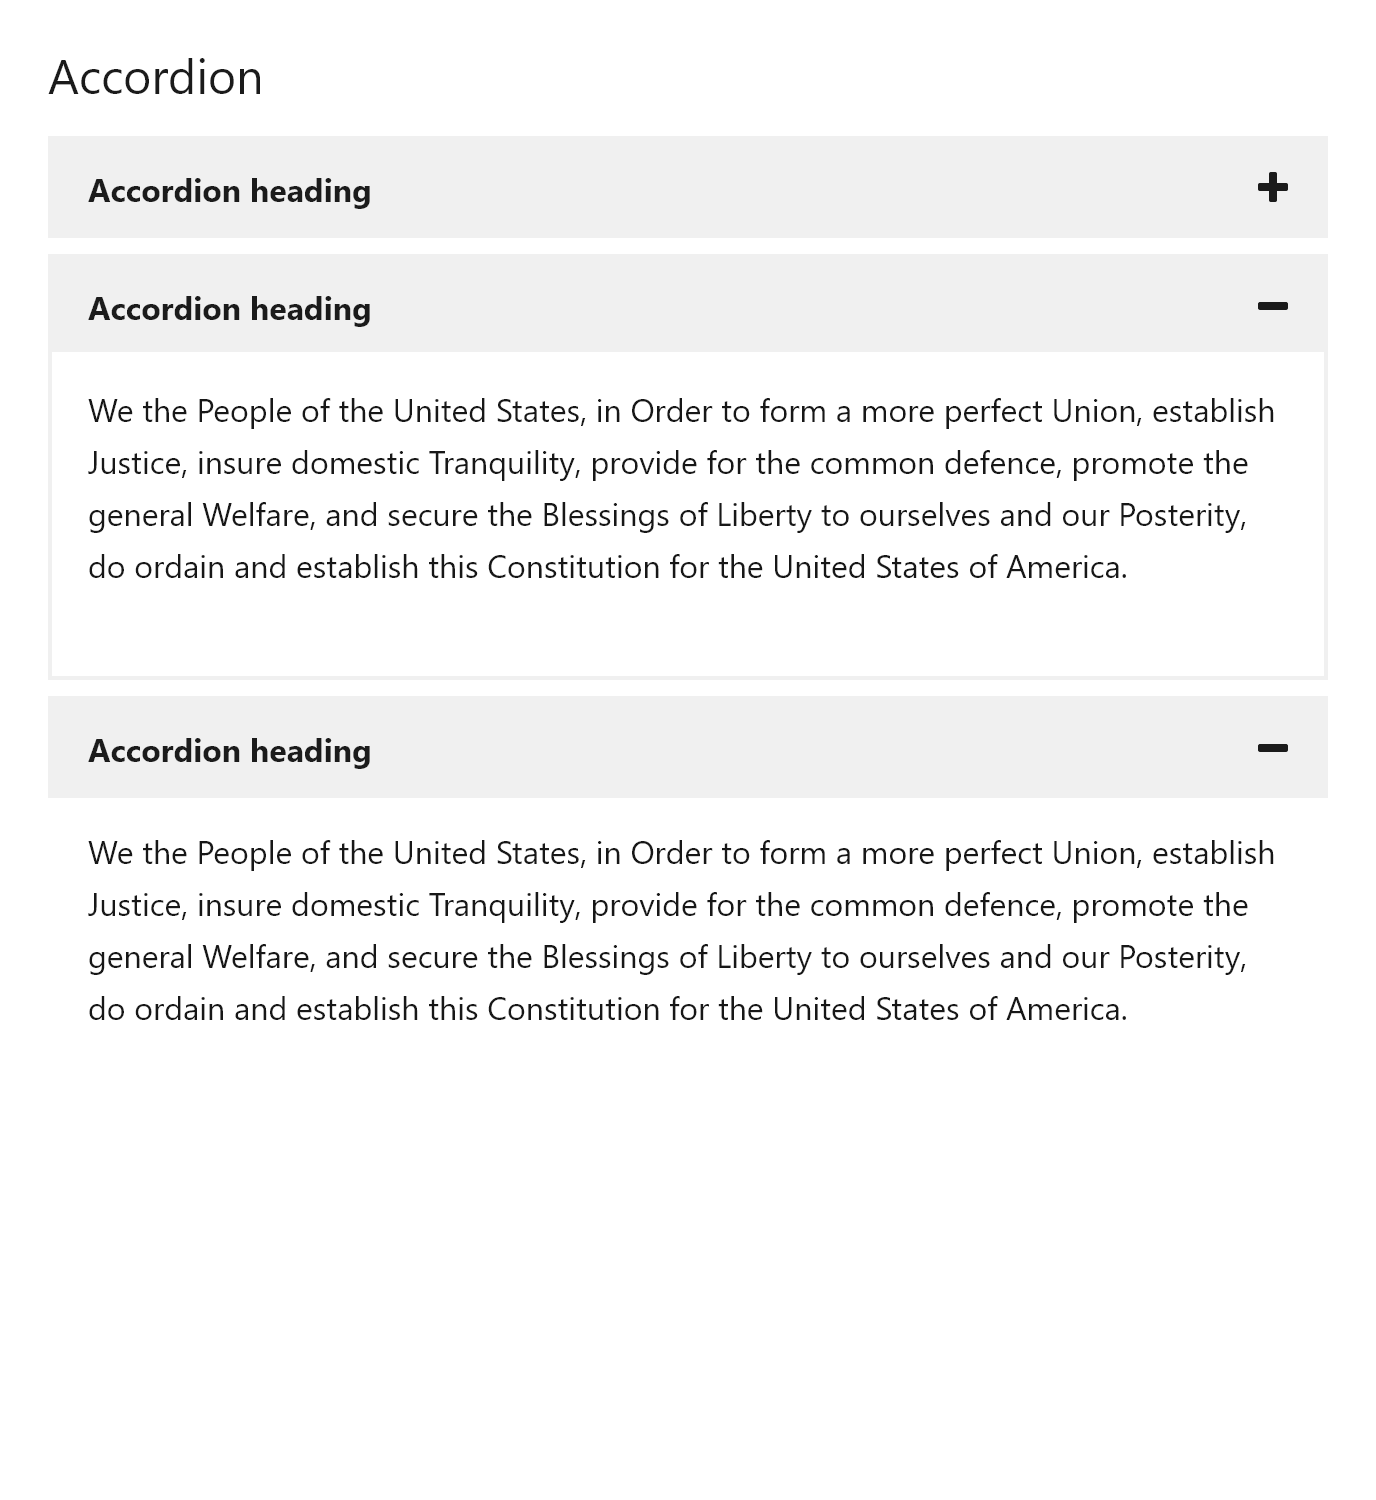 Accordion
Accordion heading
Accordion heading
We the People of the United States, in Order to form a more perfect Union, establish
Justice, insure domestic Tranquility, provide for the common defence, promote the
general Welfare, and secure the Blessings of Liberty to ourselves and our Posterity,
do ordain and establish this Constitution for the United States of America.
Accordion heading
We the People of the United States, in Order to form a more perfect Union, establish
Justice, insure domestic Tranquility, provide for the common defence, promote the
general Welfare, and secure the Blessings of Liberty to ourselves and our Posterity,
do ordain and establish this Constitution for the United States of America.